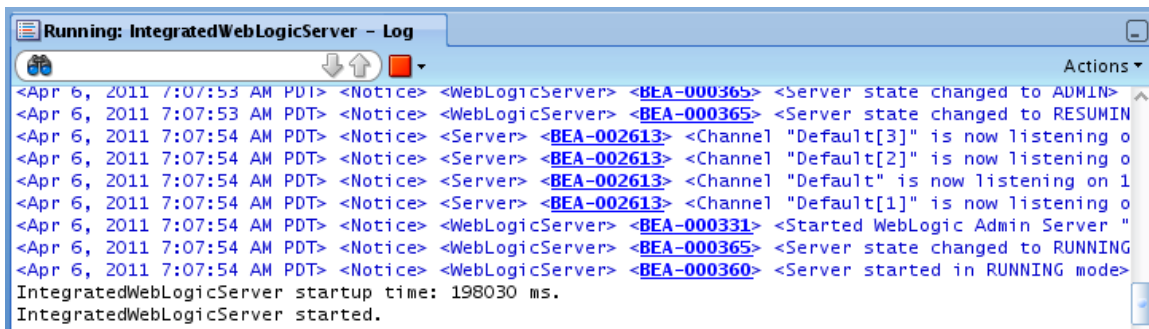 Running: IntegratedWebLogicServer – Log
Actions
<Apr 6, 2011 7:07:53 AM PDT> <Notice> <WebLogicServer> <BEA-000365> <Server state changed to ADMIN>
<Apr 6, 2011 7:07:53 AM PDT> <Notice> <WebLogicServer> <BEA-000365> <Server state changed to RESUMIN
<Apr 6, 2011 7:07:54 AM PDT> <Notice> <Server> <BEA-002613> <Channel "Default[3]" is now listening o
<Apr 6, 2011 7:07:54 AM PDT> <Notice> <Server> <BEA-002613> <Channel "Default[2]" is now listening o
<Apr 6, 2011 7:07:54 AM PDT> <Notice> <Server> <BEA-002613> <Channel "Default" is now listening on 1
<Apr 6, 2011 7:07:54 AM PDT> <Notice> <Server> <BEA-002613> <Channel "Default[1]" is now listening o
<Apr 6, 2011 7:07:54 AM PDT> <Notice> <WebLogicServer> <BEA-000331> <Started WebLogic Admin Server "
<Apr 6, 2011 7:07:54 AM PDT> <Notice> <WebLogicServer> <BEA-000365> <Server state changed to RUNNING
<Apr 6, 2011 7:07:54 AM PDT> <Notice> <WebLogicServer> <BEA-000360> <Server started in RUNNING mode>
IntegratedWebLogicServer startup time: 198030 ms.
IntegratedWebLogicServer started.